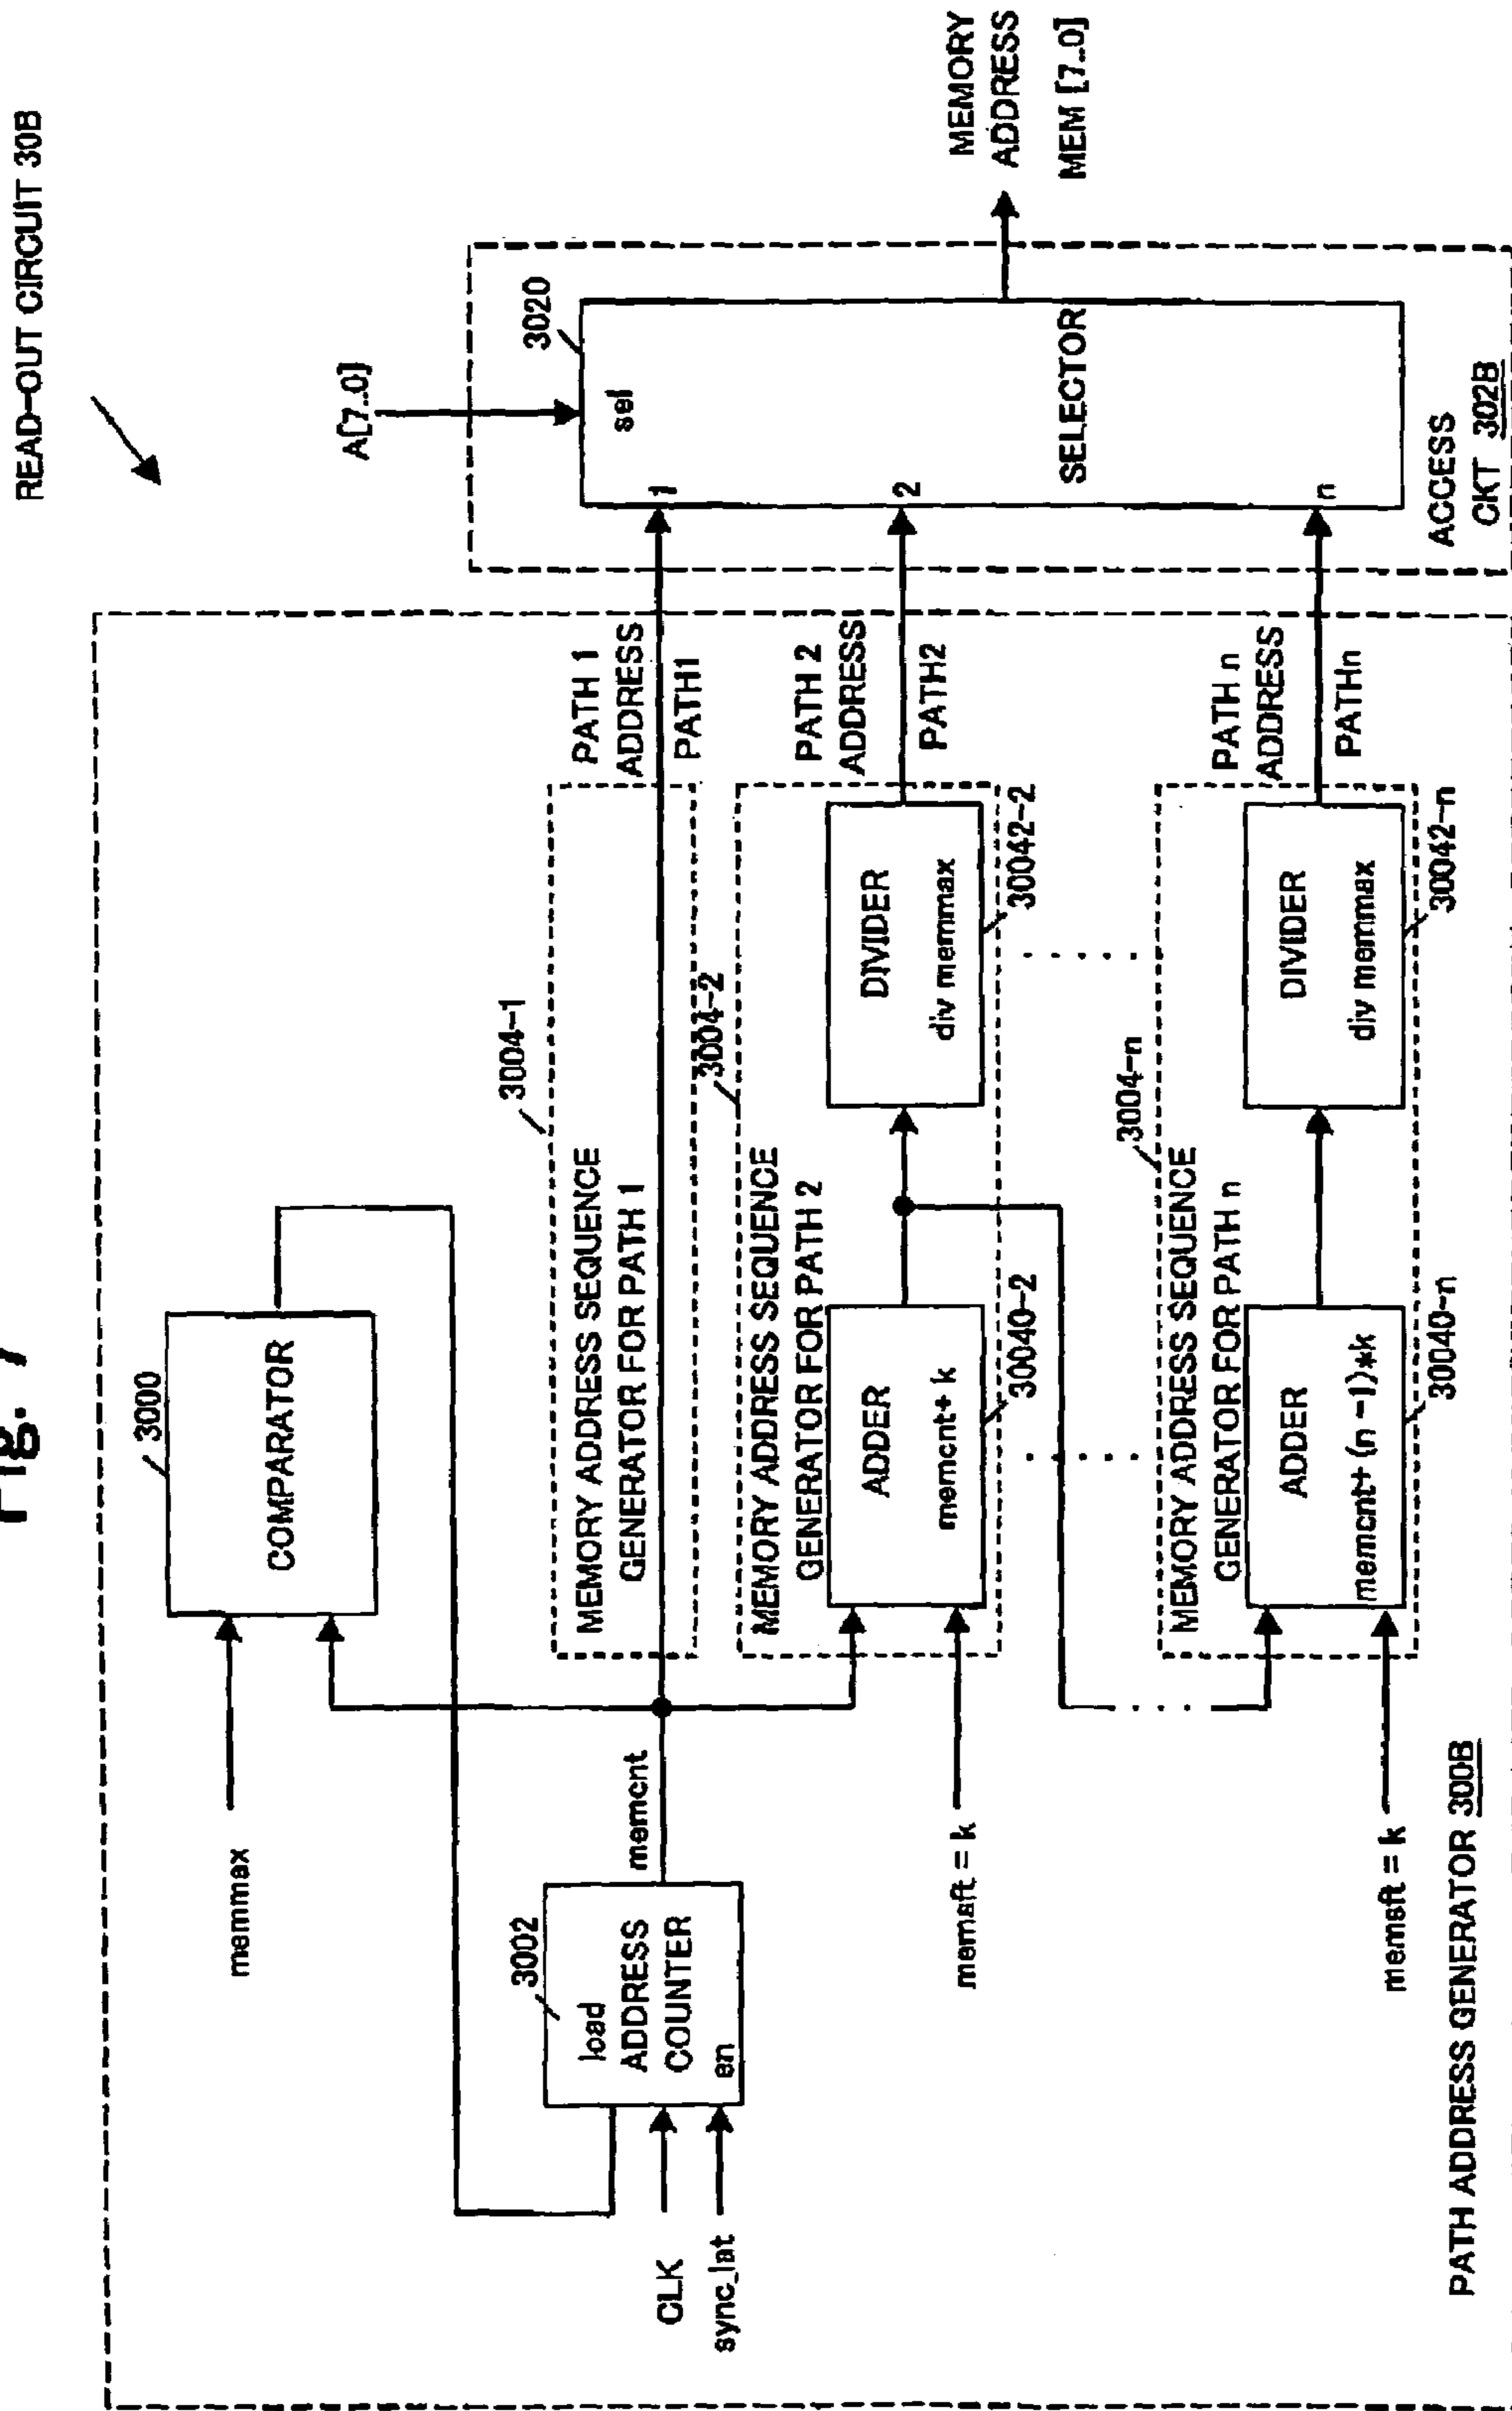 Fig. 7
READ-OUT CIRCUIT 30B
3000
COMPARATOR
memmax
3002
load
ADDRESS
COUNTER
en
CLK
sync_lat
memcnt
3004-1
MEMORY ADDRESS SEQUENCE
GENERATOR FOR PATH 1
PATH 1
ADDRESS
PATH1
3004-2
MEMORY ADDRESS SEQUENCE
GENERATOR FOR PATH 2
ADDER
memcnt+ k
30040-2
DIVIDER
div memmax
30042-2
PATH 2
ADDRESS
PATH2
memsft = k
3004-n
MEMORY ADDRESS SEQUENCE
GENERATOR FOR PATH n
ADDER
memcnt+ (n -1)*k
30040-n
DIVIDER
div memmax
30042-n
PATH n
ADDRESS
PATHn
memsft = k
PATH ADDRESS GENERATOR 300B
A[7..0]
3020
sel
1
2
n
SELECTOR
ACCESS
CKT 302B
MEMORY
ADDRESS
MEM [7..0]